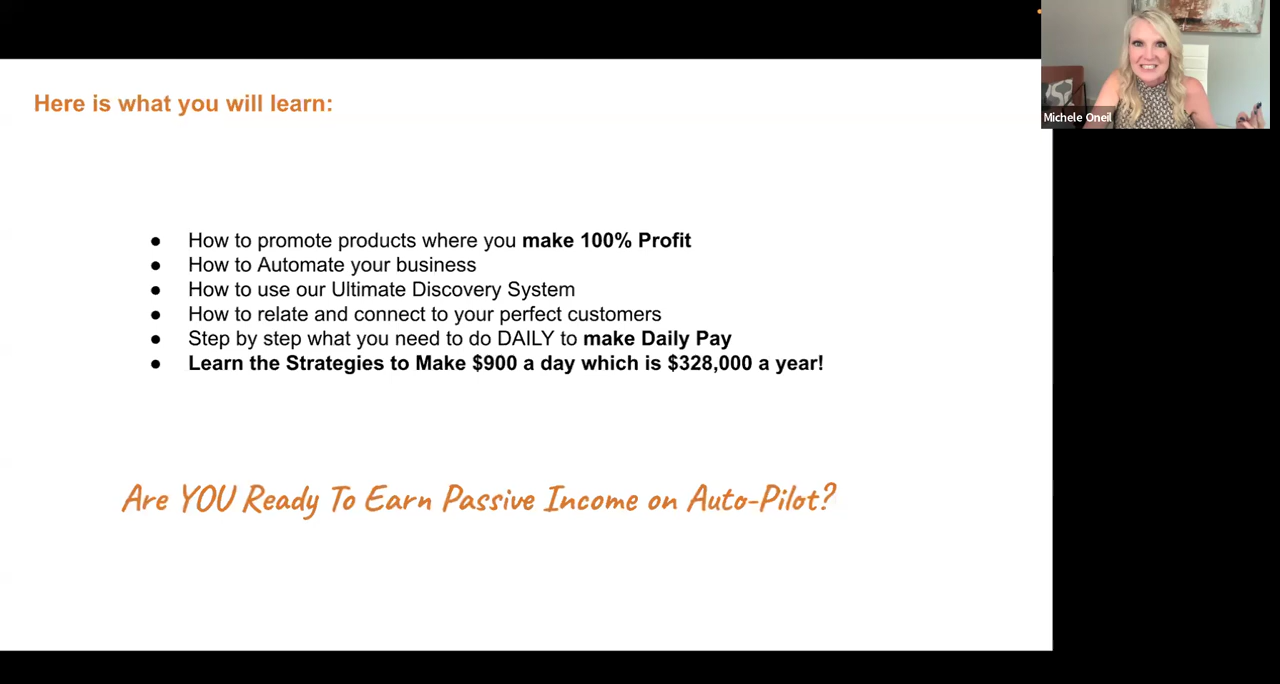 Here is what you will learn:
Michele Oneil
● How to promote products where you make 100% Profit
● How to Automate your business
● How to use our Ultimate Discovery System
● How to relate and connect to your perfect customers
● Step by step what you need to do DAILY to make Daily Pay
● Learn the Strategies to Make $900 a day which is $328,000 a year!
Are YOU Ready To Earn Passive Income on Auto-Pilot?